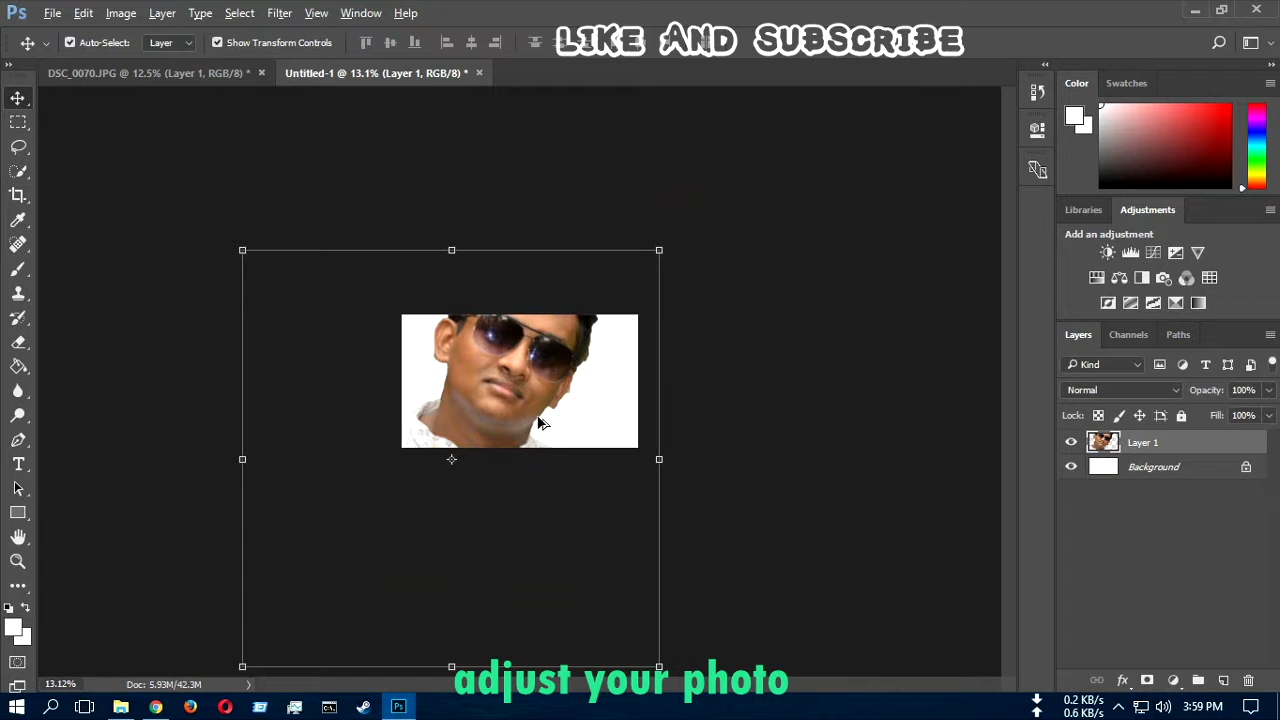 Ps File Edit Image Layer Type Select Filter View Window Help
LIKE AND SUBSCRIBE
Auto-Select: Layer Show Transform Controls
DSC_0070.JPG @ 12.5% (Layer 1, RGB/8) * Untitled-1 @ 13.1% (Layer 1, RGB/8) *
Color Swatches
Libraries Adjustments
Add an adjustment
Layers Channels Paths
Kind
Normal Opacity: 100%
Lock: Fill: 100%
Layer 1
Background
adjust your photo
13.12% Doc: 5.93M/42.3M
0.2 KB/s
0.6 KB/s
3:59 PM